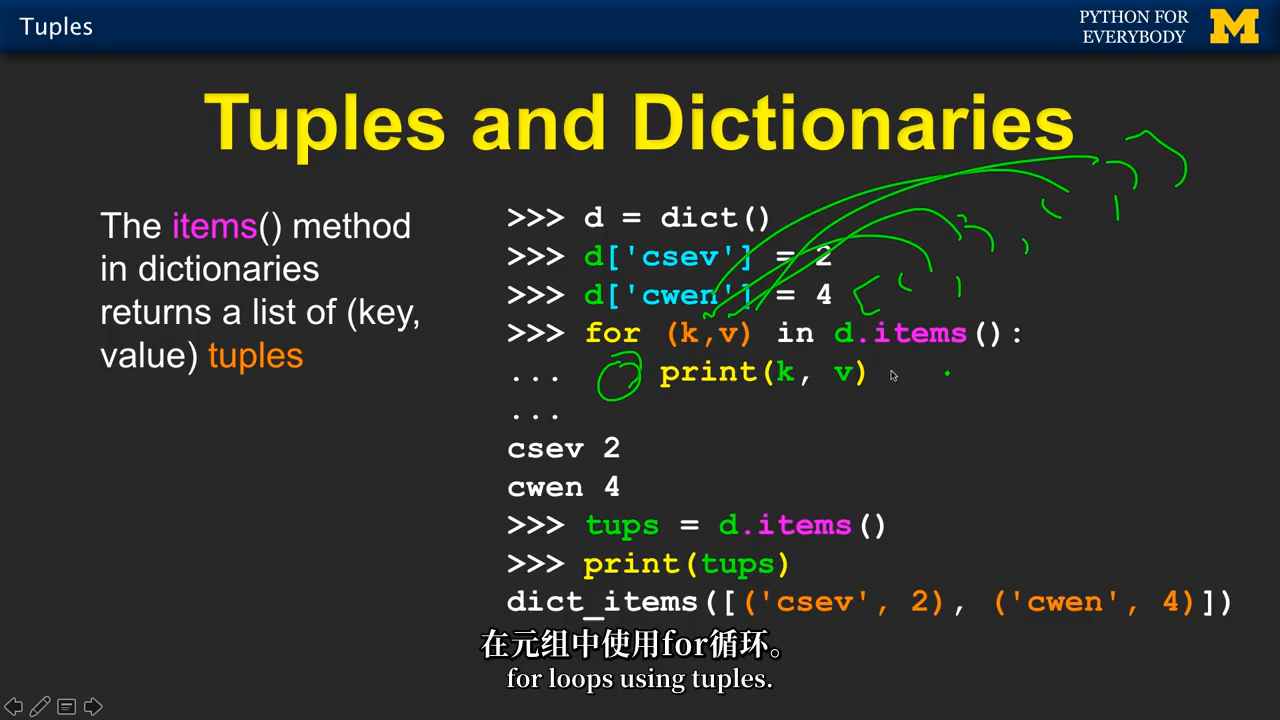 Tuples
PYTHON FOR
EVERYBODY
M
Tuples and Dictionaries
The items() method
in dictionaries
returns a list of (key,
value) tuples
>>> d = dict()
>>> d['csev'] = 2
>>> d['cwen'] = 4
>>> for (k,v) in d.items():
...     print(k, v)
...
csev 2
cwen 4
>>> tups = d.items()
>>> print(tups)
dict_items([('csev', 2), ('cwen', 4)])
在元组中使用for循环。
for loops using tuples.